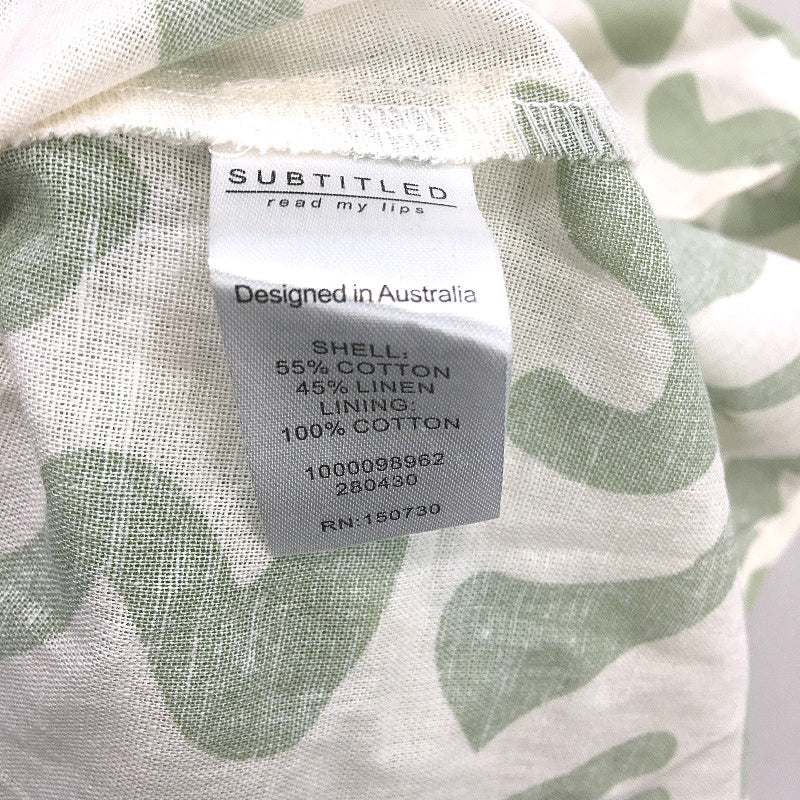 SUBTITLED
read my lips
Designed in Australia
SHELL:
55% COTTON
45% LINEN
LINING:
100% COTTON
1000098962
280430
RN:150730